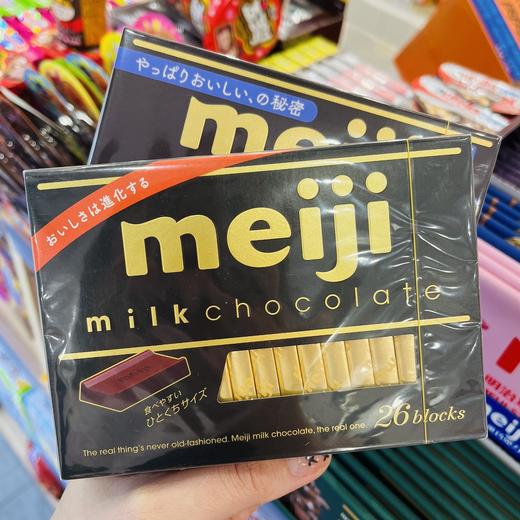 やっぱりおいしい、の秘密
meiji
おいしさは進化する
meiji
milkchocolate
食べやすい
ひとくちサイズ
26 blocks
The real thing's never old-fashioned. Meiji milk chocolate, the real one.